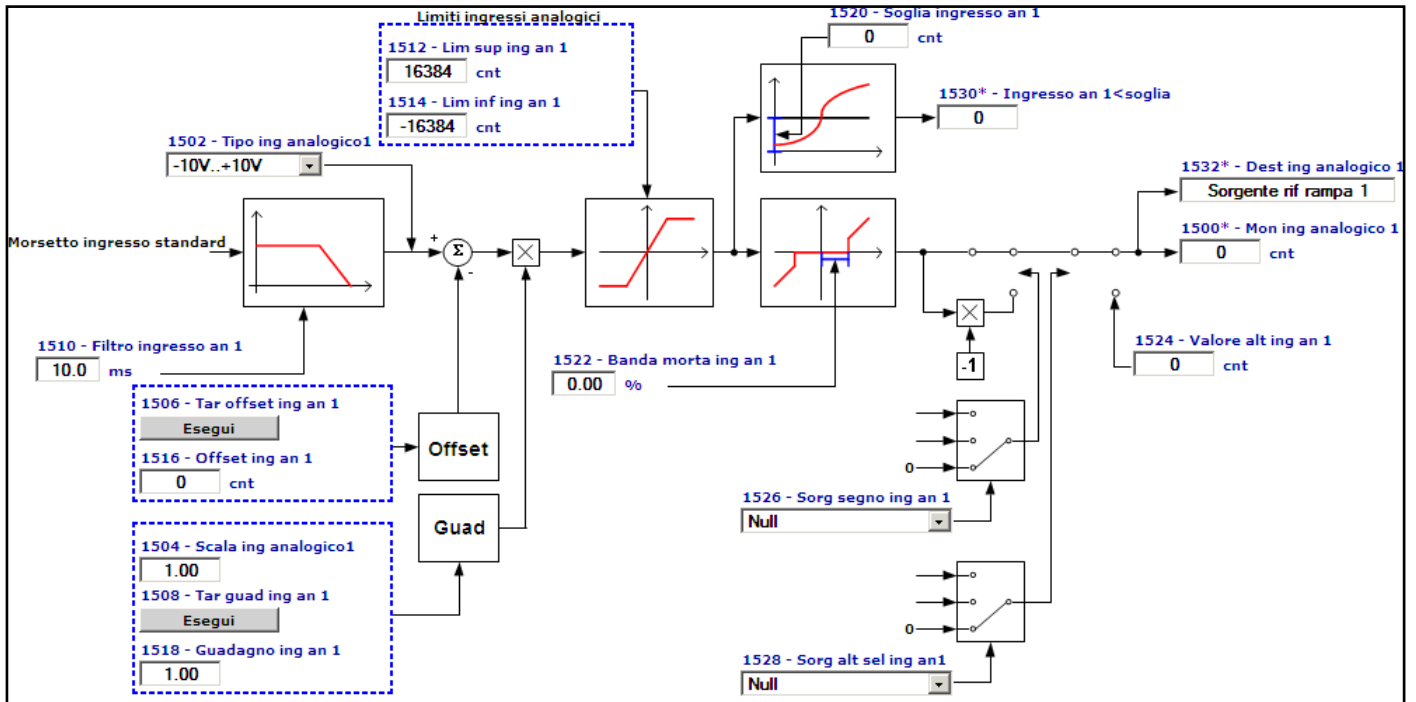 Limiti ingressi analogici
1512 - Lim sup ing an 1
16384 cnt
1514 - Lim inf ing an 1
-16384 cnt
1520 - Soglia ingresso an 1
0 cnt
1530* - Ingresso an 1<soglia
0
1502 - Tipo ing analogico1
-10V..+10V
1532* - Dest ing analogico 1
Sorgente rif rampa 1
Morsetto ingresso standard
+
Σ
-
1500* - Mon ing analogico 1
0 cnt
1510 - Filtro ingresso an 1
10.0 ms
1522 - Banda morta ing an 1
0.00 %
-1
1524 - Valore alt ing an 1
0 cnt
1506 - Tar offset ing an 1
Esegui
1516 - Offset ing an 1
0 cnt
Offset
Guad
0
1526 - Sorg segno ing an 1
Null
1504 - Scala ing analogico1
1.00
1508 - Tar guad ing an 1
Esegui
1518 - Guadagno ing an 1
1.00
0
1528 - Sorg alt sel ing an1
Null